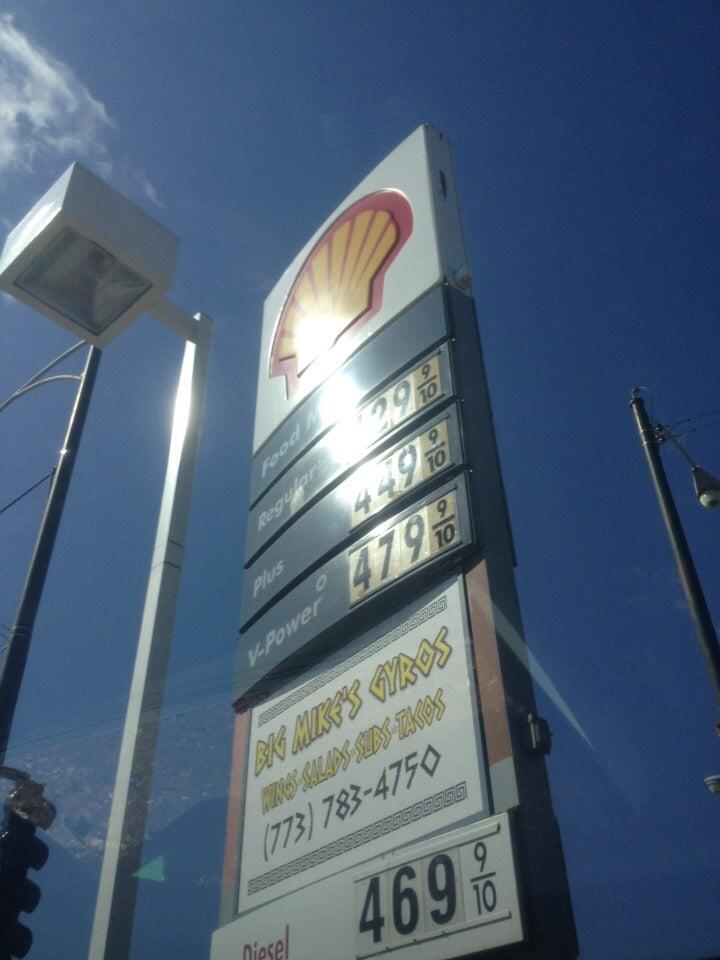 Food
Regular 29 9/10
Plus 449 9/10
V-Power 479 9/10
BIG MIKE'S GYROS
WINGS-SALADS-SUBS-TACOS
(773) 783-4750
Diesel 469 9/10